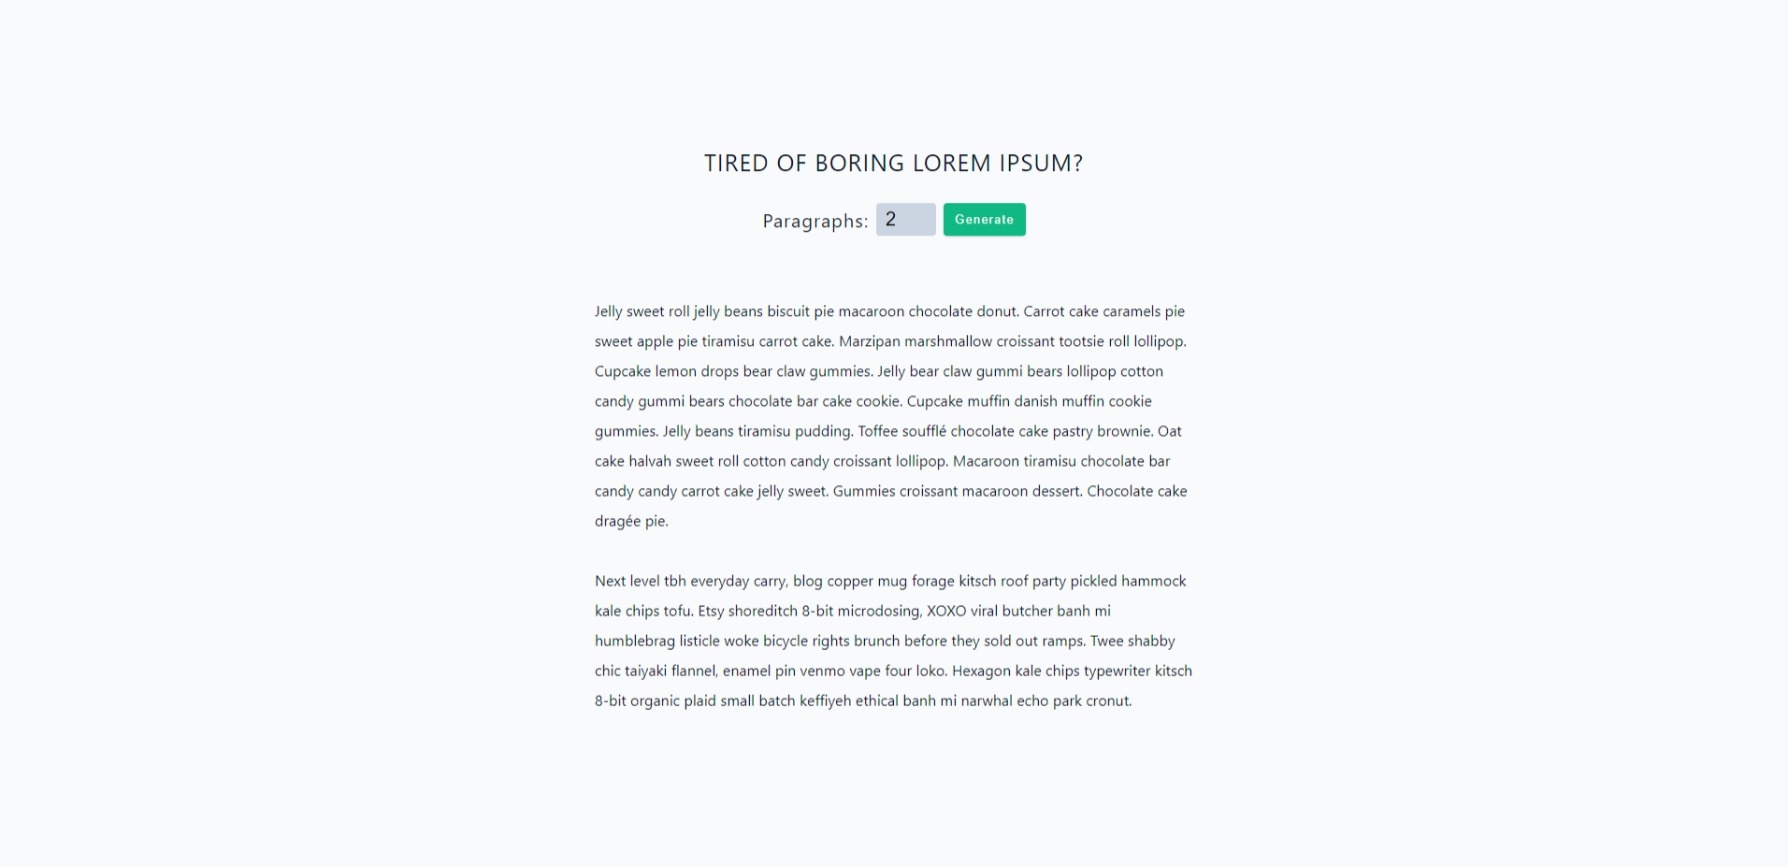 TIRED OF BORING LOREM IPSUM?
Paragraphs: 2 Generate
Jelly sweet roll jelly beans biscuit pie macaroon chocolate donut. Carrot cake caramels pie
sweet apple pie tiramisu carrot cake. Marzipan marshmallow croissant tootsie roll lollipop.
Cupcake lemon drops bear claw gummies. Jelly bear claw gummi bears lollipop cotton
candy gummi bears chocolate bar cake cookie. Cupcake muffin danish muffin cookie
gummies. Jelly beans tiramisu pudding. Toffee soufflé chocolate cake pastry brownie. Oat
cake halvah sweet roll cotton candy croissant lollipop. Macaroon tiramisu chocolate bar
candy candy carrot cake jelly sweet. Gummies croissant macaroon dessert. Chocolate cake
dragée pie.
Next level tbh everyday carry, blog copper mug forage kitsch roof party pickled hammock
kale chips tofu. Etsy shoreditch 8-bit microdosing, XOXO viral butcher banh mi
humblebrag listicle woke bicycle rights brunch before they sold out ramps. Twee shabby
chic taiyaki flannel, enamel pin venmo vape four loko. Hexagon kale chips typewriter kitsch
8-bit organic plaid small batch keffiyeh ethical banh mi narwhal echo park cronut.